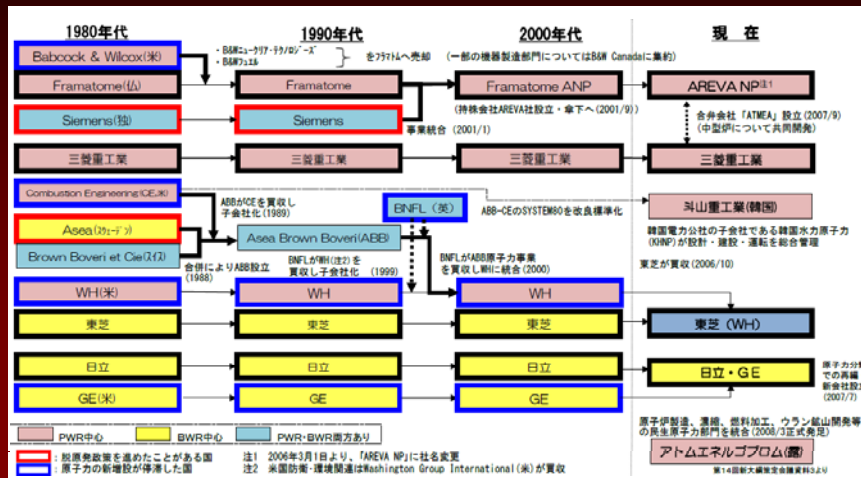 1980年代
1990年代
2000年代
現在
Babcock & Wilcox(米)
・B&Wニュークリア・テクノロジーズ
・B&Wフュエル
をフラマトムへ売却
(一部の機器製造部門についてはB&W Canadaに集約)
Framatome(仏)
Framatome
Framatome ANP
AREVA NP注1
(持株会社AREVA社設立・傘下へ(2001/9))
合弁会社「ATMEA」設立(2007/9)
(中型炉について共同開発)
Siemens(独)
Siemens
事業統合 (2001/1)
三菱重工業
三菱重工業
三菱重工業
三菱重工業
Combustion Engineering(CE,米)
ABBがCEを買収し
子会社化(1989)
BNFL (英)
ABB-CEのSYSTEM80を改良標準化
斗山重工業(韓国)
韓国電力公社の子会社である韓国水力原子力
(KHNP)が設計・建設・運転を総合管理
Asea(スウェーデン)
Brown Boveri et Cie(スイス)
Asea Brown Boveri(ABB)
合併によりABB設立
(1988)
BNFLがWH(注2)を
買収し子会社化 (1999)
BNFLがABB原子力事業
を買収しWHに統合(2000)
東芝が買収(2006/10)
WH(米)
WH
WH
東芝
東芝
東芝
東芝 (WH)
日立
日立
日立
日立・GE
原子力分野
での再編
新会社設立
(2007/7)
GE(米)
GE
GE
原子炉製造、濃縮、燃料加工、ウラン鉱山開発等
の民生原子力部門を統合(2008/3正式発足)
アトムエネルゴプロム(露)
第14回新大綱策定会議資料3より
PWR中心
BWR中心
PWR・BWR両方あり
:脱原発政策を進めたことがある国
:原子力の新増設が停滞した国
注1 2006年3月1日より、「AREVA NP」に社名変更
注2 米国防衛・環境関連はWashington Group International(米)が買収